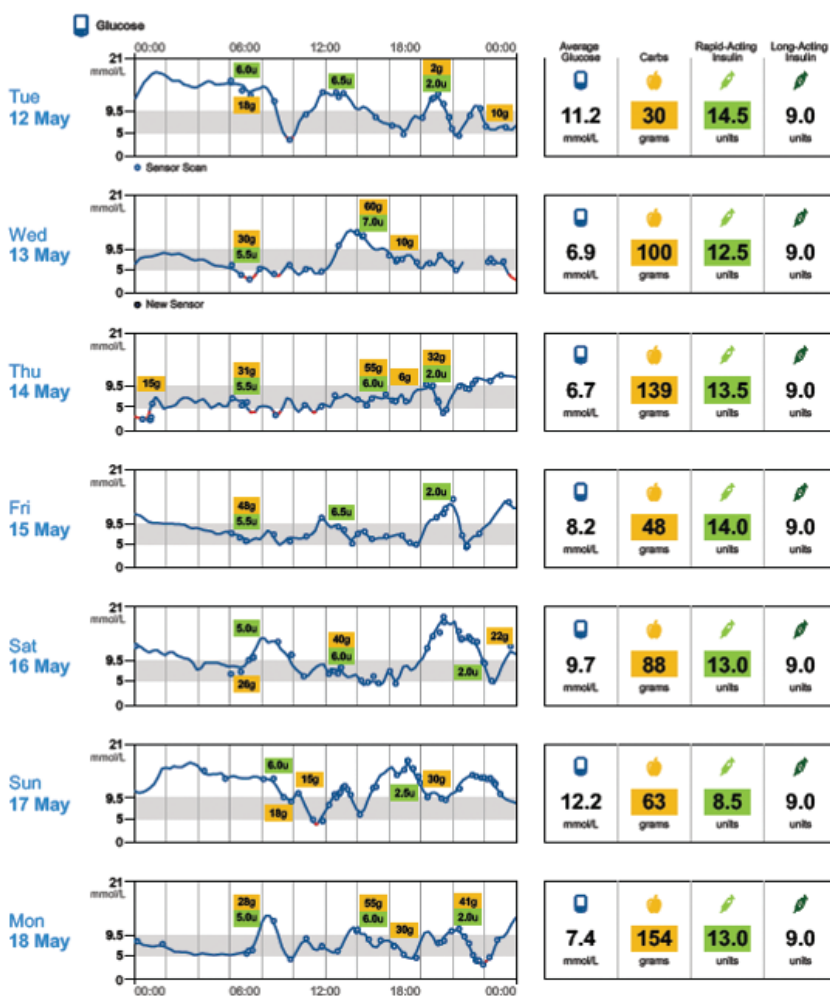 Glucose
00:00 06:00 12:00 18:00 00:00
Average Glucose Carbs Rapid-Acting Insulin Long-Acting Insulin
Tue
12 May
21
mmol/L
9.5
5
0
6.0u
18g
6.5u
2g
2.0u
10g
11.2 30 14.5 9.0
mmol/L grams units units
Sensor Scan
Wed
13 May
21
mmol/L
9.5
5
0
30g
5.5u
60g
7.0u
10g
6.9 100 12.5 9.0
mmol/L grams units units
New Sensor
Thu
14 May
21
mmol/L
9.5
5
0
15g
31g
5.5u
55g
6.0u
6g
32g
2.0u
6.7 139 13.5 9.0
mmol/L grams units units
Fri
15 May
21
mmol/L
9.5
5
0
48g
5.5u
6.5u
2.0u
8.2 48 14.0 9.0
mmol/L grams units units
Sat
16 May
21
mmol/L
9.5
5
0
5.0u
26g
40g
6.0u
2.0u
22g
9.7 88 13.0 9.0
mmol/L grams units units
Sun
17 May
21
mmol/L
9.5
5
0
6.0u
18g
15g
2.5u
30g
12.2 63 8.5 9.0
mmol/L grams units units
Mon
18 May
21
mmol/L
9.5
5
0
28g
5.0u
55g
6.0u
30g
41g
2.0u
7.4 154 13.0 9.0
mmol/L grams units units
00:00 06:00 12:00 18:00 00:00